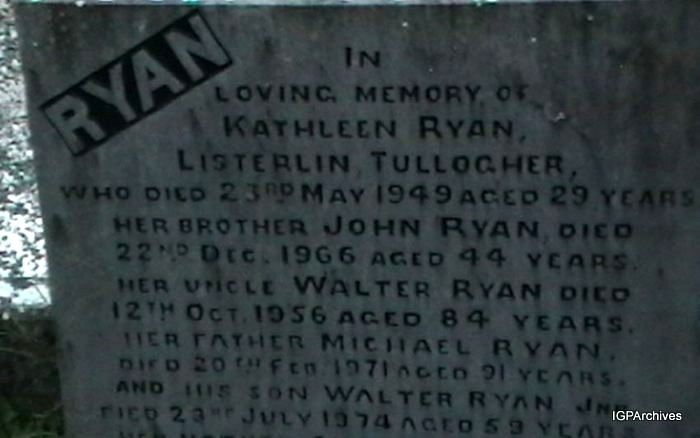 RYAN
IN
LOVING MEMORY OF
KATHLEEN RYAN,
LISTERLIN, TULLOGHER,
WHO DIED 23RD MAY 1949 AGED 29 YEARS
HER BROTHER JOHN RYAN, DIED
22ND DEC. 1966 AGED 44 YEARS.
HER UNCLE WALTER RYAN DIED
12TH OCT. 1956 AGED 84 YEARS.
HER FATHER MICHAEL RYAN,
DIED 20TH FEB. 1971 AGED 91 YEARS.
AND HIS SON WALTER RYAN JNR
DIED 23RD JULY 1974 AGED 59 YEARS
HER
IGPArchives